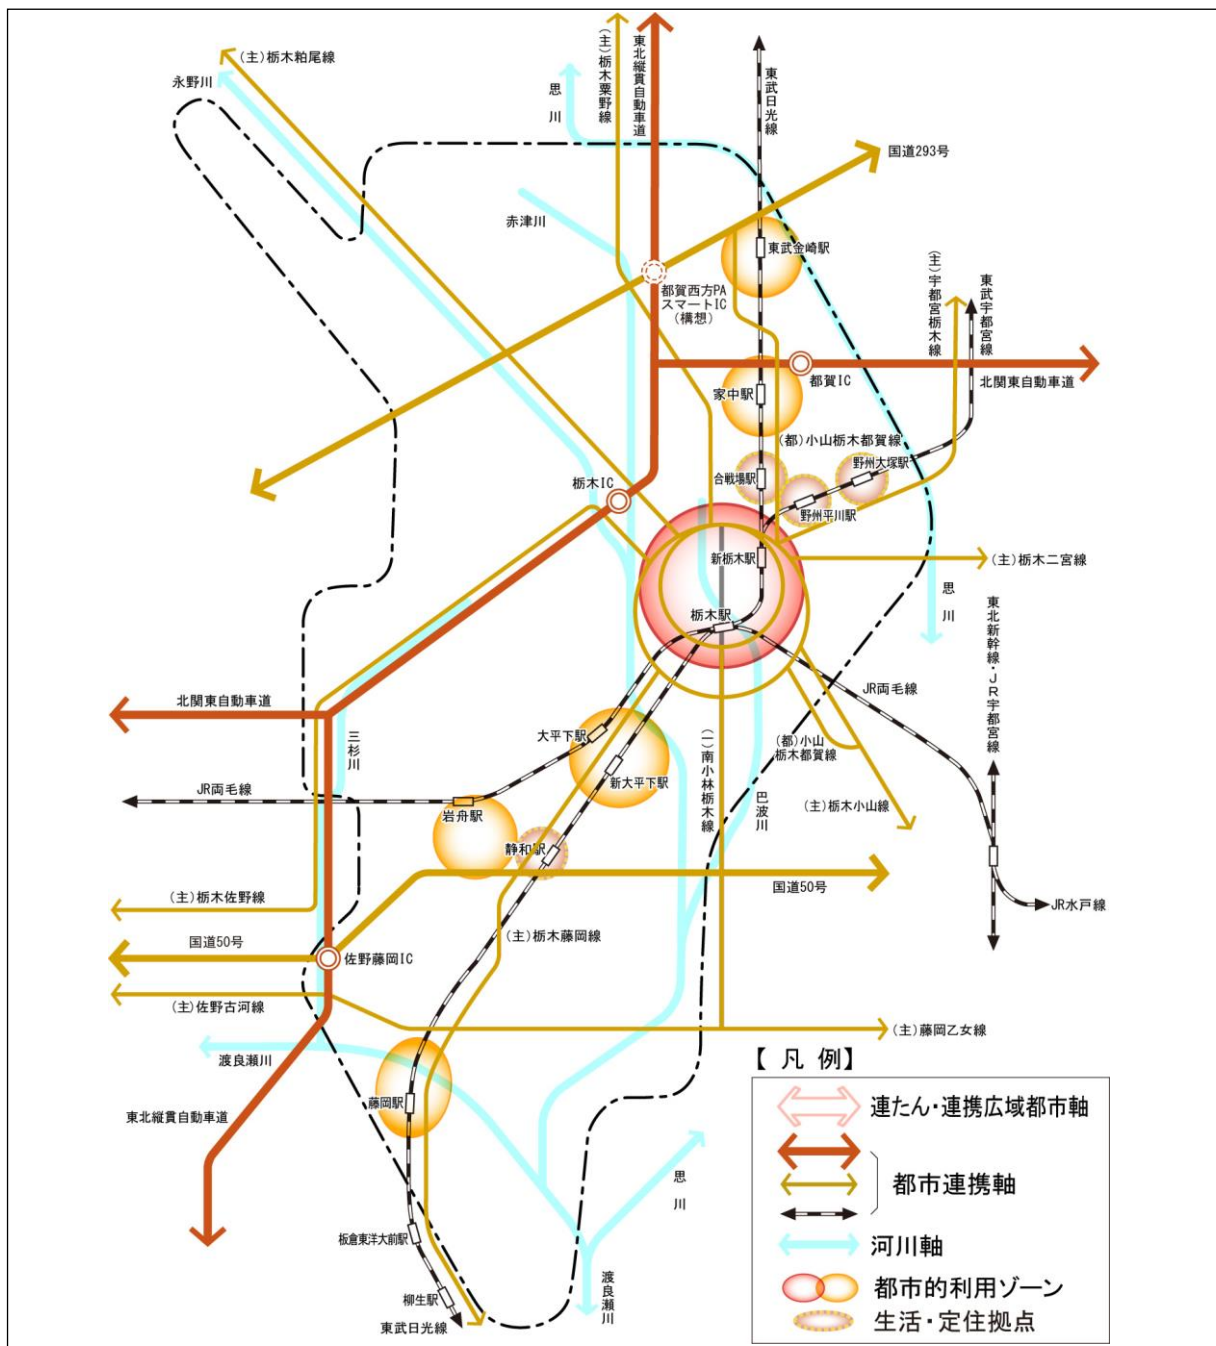 (主)栃木粕尾線
永野川
思川
(主)栃木粟野線
東北縦貫自動車道
東武日光線
国道293号
赤津川
東武金崎駅
都賀西方PA
スマートIC
(構想)
(主)宇都宮栃木線
東武宇都宮線
都賀IC
北関東自動車道
家中駅
(都)小山栃木都賀線
合戦場駅
野州大塚駅
野州平川駅
栃木IC
新栃木駅
(主)栃木二宮線
思川
栃木駅
東北新幹線・JR宇都宮線
JR両毛線
北関東自動車道
三杉川
大平下駅
新大平下駅
(一)南小林栃木線
(都)小山
栃木都賀線
巴波川
(主)栃木小山線
JR両毛線
岩舟駅
静和駅
国道50号
(主)栃木佐野線
JR水戸線
国道50号
佐野藤岡IC
(主)栃木藤岡線
(主)佐野古河線
(主)藤岡乙女線
渡良瀬川
藤岡駅
東北縦貫自動車道
思川
板倉東洋大前駅
渡良瀬川
柳生駅
東武日光線
【凡例】
連たん・連携広域都市軸
都市連携軸
河川軸
都市的利用ゾーン
生活・定住拠点